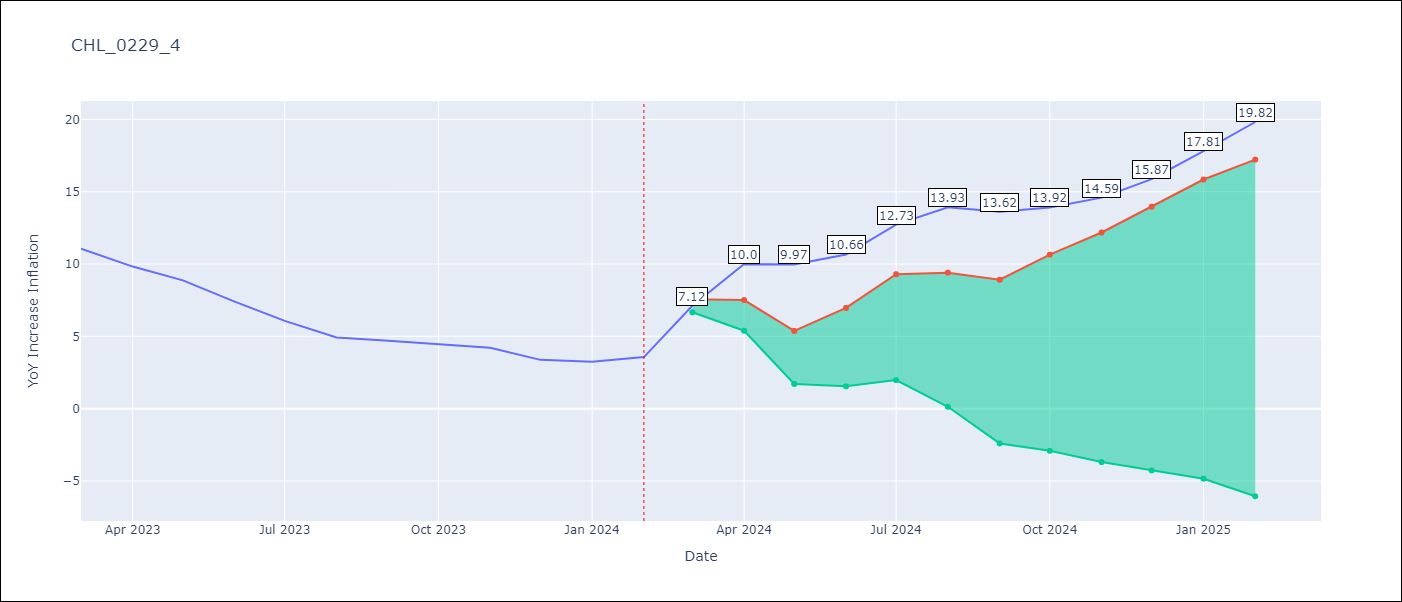 CHL_0229_4
YoY Increase Inflation
20
15
10
5
0
−5
7.12
10.0
9.97
10.66
12.73
13.93
13.62
13.92
14.59
15.87
17.81
19.82
Apr 2023
Jul 2023
Oct 2023
Jan 2024
Apr 2024
Jul 2024
Oct 2024
Jan 2025
Date